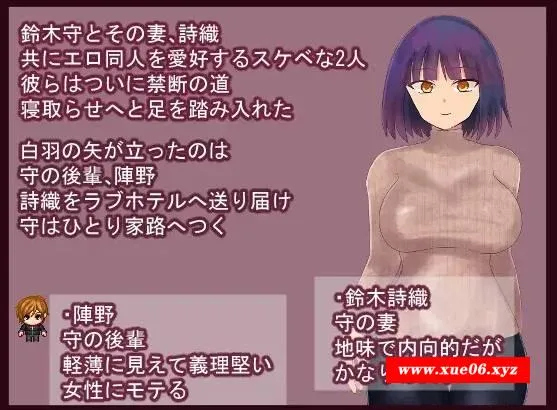 鈴木守とその妻、詩織
共にエロ同人を愛好するスケベな2人
彼らはついに禁断の道
寝取らせへと足を踏み入れた
白羽の矢が立ったのは
守の後輩、陣野
詩織をラブホテルへ送り届け
守はひとり家路へつく
・陣野
守の後輩
軽薄に見えて義理堅い
女性にモテる
・鈴木詩織
守の妻
地味で内向的だが
かなり
www.xue06.xyz